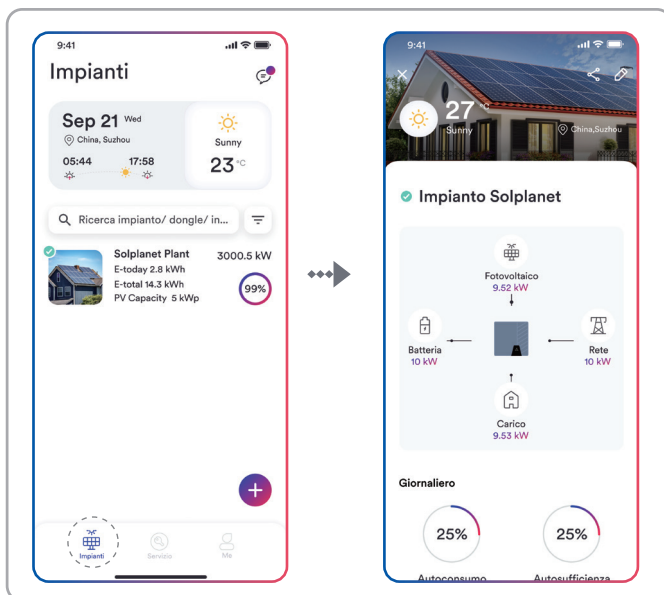 9:41
Impianti
Sep 21 Wed
China, Suzhou
05:44 17:58
Sunny
23 °C
Ricerca impianto/ dongle/ in...
Solplanet Plant
3000.5 kW
E-today 2.8 kWh
E-total 14.3 kWh
PV Capacity 5 kWp
99%
Impianti
Servizio
Me
9:41
27 °C
Sunny
China,Suzhou
Impianto Solplanet
Fotovoltaico
9.52 kW
Batteria
10 kW
Rete
10 kW
Carico
9.53 kW
Giornaliero
25%
25%
Autoconsumo
Autosufficienza